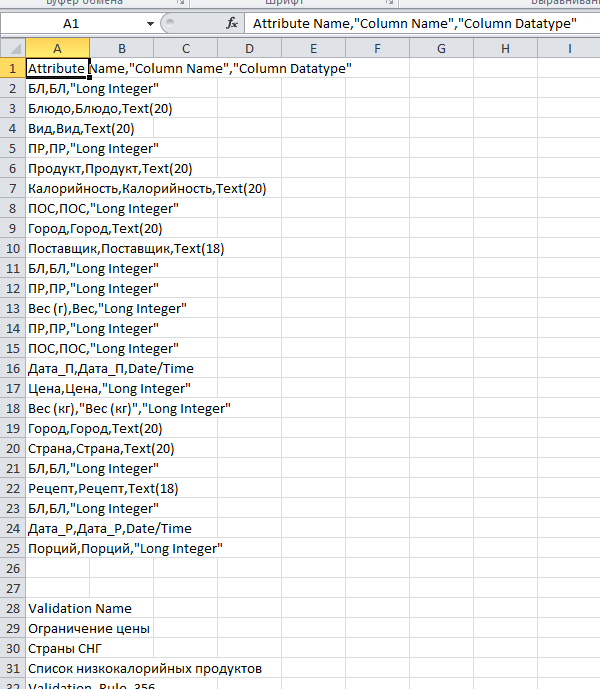 Буфер обмена Шрифт Выравнивани
A1 fx Attribute Name,"Column Name","Column Datatype"
A B C D E F G H I
1 Attribute Name,"Column Name","Column Datatype"
2 БЛ,БЛ,"Long Integer"
3 Блюдо,Блюдо,Text(20)
4 Вид,Вид,Text(20)
5 ПР,ПР,"Long Integer"
6 Продукт,Продукт,Text(20)
7 Калорийность,Калорийность,Text(20)
8 ПОС,ПОС,"Long Integer"
9 Город,Город,Text(20)
10 Поставщик,Поставщик,Text(18)
11 БЛ,БЛ,"Long Integer"
12 ПР,ПР,"Long Integer"
13 Вес (г),Вес,"Long Integer"
14 ПР,ПР,"Long Integer"
15 ПОС,ПОС,"Long Integer"
16 Дата_П,Дата_П,Date/Time
17 Цена,Цена,"Long Integer"
18 Вес (кг),"Вес (кг)","Long Integer"
19 Город,Город,Text(20)
20 Страна,Страна,Text(20)
21 БЛ,БЛ,"Long Integer"
22 Рецепт,Рецепт,Text(18)
23 БЛ,БЛ,"Long Integer"
24 Дата_Р,Дата_Р,Date/Time
25 Порций,Порций,"Long Integer"
26
27
28 Validation Name
29 Ограничение цены
30 Страны СНГ
31 Список низкокалорийных продуктов
32 Validation_Rule_356